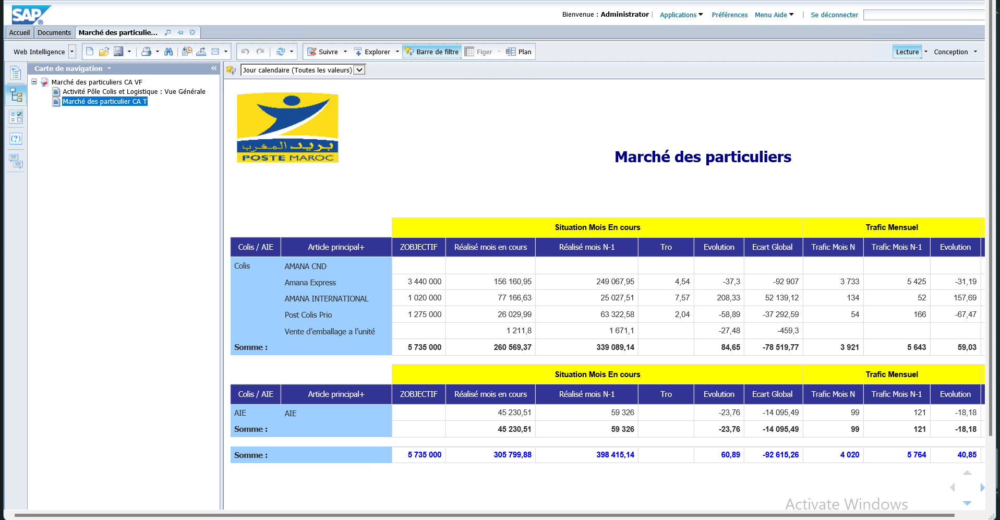 SAP®
Bienvenue : Administrator | Applications Préférences Menu Aide | Se déconnecter
Accueil Documents Marché des particulie...
Web Intelligence Suivre Explorer Barre de filtre Figer Plan Lecture Conception
Carte de navigation «
Jour calendaire (Toutes les valeurs)
Marché des particuliers CA VF
Activité Pôle Colis et Logistique : Vue Générale
Marché des particulier CA T
بريد المغرب
POSTE MAROC
Marché des particuliers
Situation Mois En cours Trafic Mensuel
Colis / AIE Article principal+ ZOBJECTIF Réalisé mois en cours Réalisé mois N-1 Tro Evolution Ecart Global Trafic Mois N Trafic Mois N-1 Evolution
Colis AMANA CND
Amana Express 3 440 000 156 160,95 249 067,95 4,54 -37,3 -92 907 3 733 5 425 -31,19
AMANA INTERNATIONAL 1 020 000 77 166,63 25 027,51 7,57 208,33 52 139,12 134 52 157,69
Post Colis Prio 1 275 000 26 029,99 63 322,58 2,04 -58,89 -37 292,59 54 166 -67,47
Vente d’emballage a l’unité 1 211,8 1 671,1 -27,48 -459,3
Somme : 5 735 000 260 569,37 339 089,14 84,65 -78 519,77 3 921 5 643 59,03
Situation Mois En cours Trafic Mensuel
Colis / AIE Article principal+ ZOBJECTIF Réalisé mois en cours Réalisé mois N-1 Tro Evolution Ecart Global Trafic Mois N Trafic Mois N-1 Evolution
AIE AIE 45 230,51 59 326 -23,76 -14 095,49 99 121 -18,18
Somme : 45 230,51 59 326 -23,76 -14 095,49 99 121 -18,18
Somme : 5 735 000 305 799,88 398 415,14 60,89 -92 615,26 4 020 5 764 40,85
Activate Windows